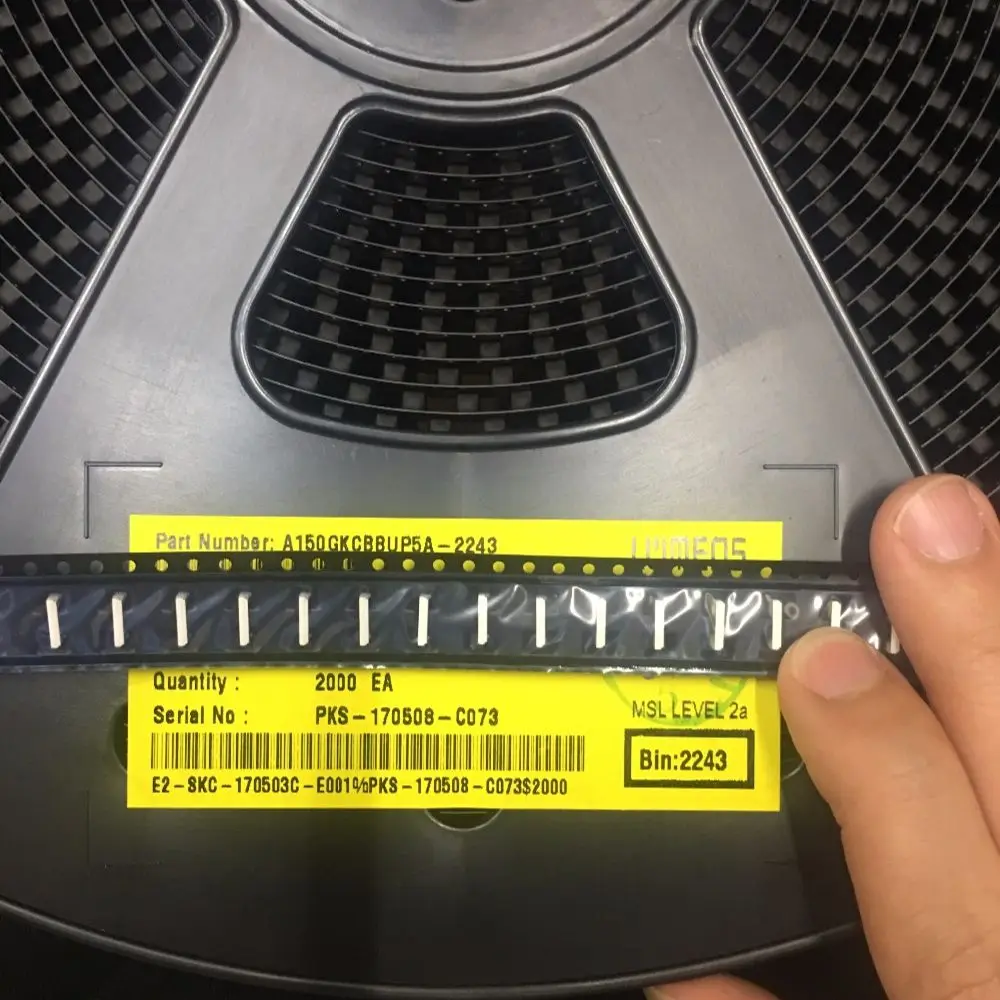 Part Number: A150GKCBBUP5A-2243
Quantity : 2000 EA
Serial No : PKS-170508-C073
MSL LEVEL 2a
Bin:2243
E2-SKC-170503C-E001%PKS-170508-C073$2000